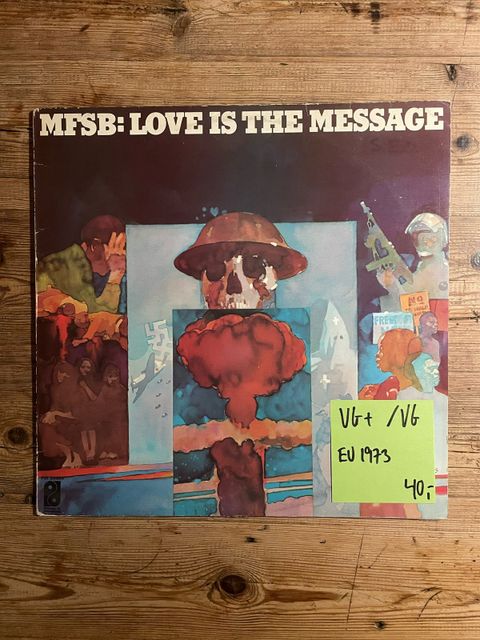 MFSB: LOVE IS THE MESSAGE
VG+ /VG
EU 1973
40,-